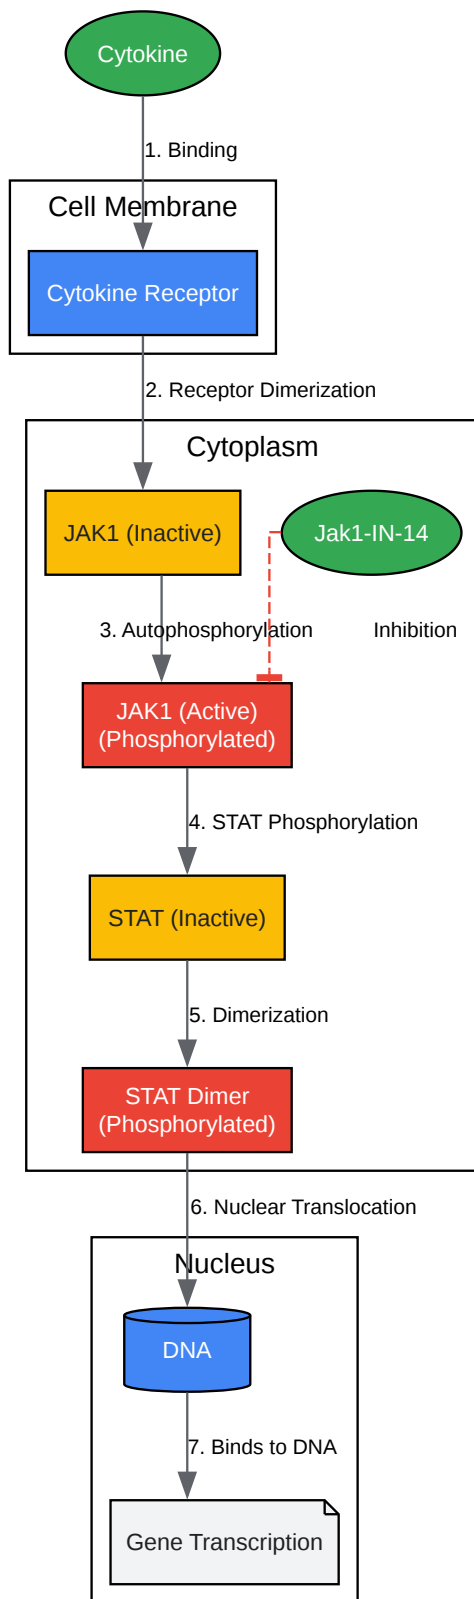 Cytokine
1. Binding
Cell Membrane
Cytokine Receptor
2. Receptor Dimerization
Cytoplasm
JAK1 (Inactive)
Jak1-IN-14
3. Autophosphorylation
Inhibition
JAK1 (Active)
(Phosphorylated)
4. STAT Phosphorylation
STAT (Inactive)
5. Dimerization
STAT Dimer
(Phosphorylated)
6. Nuclear Translocation
Nucleus
DNA
7. Binds to DNA
Gene Transcription